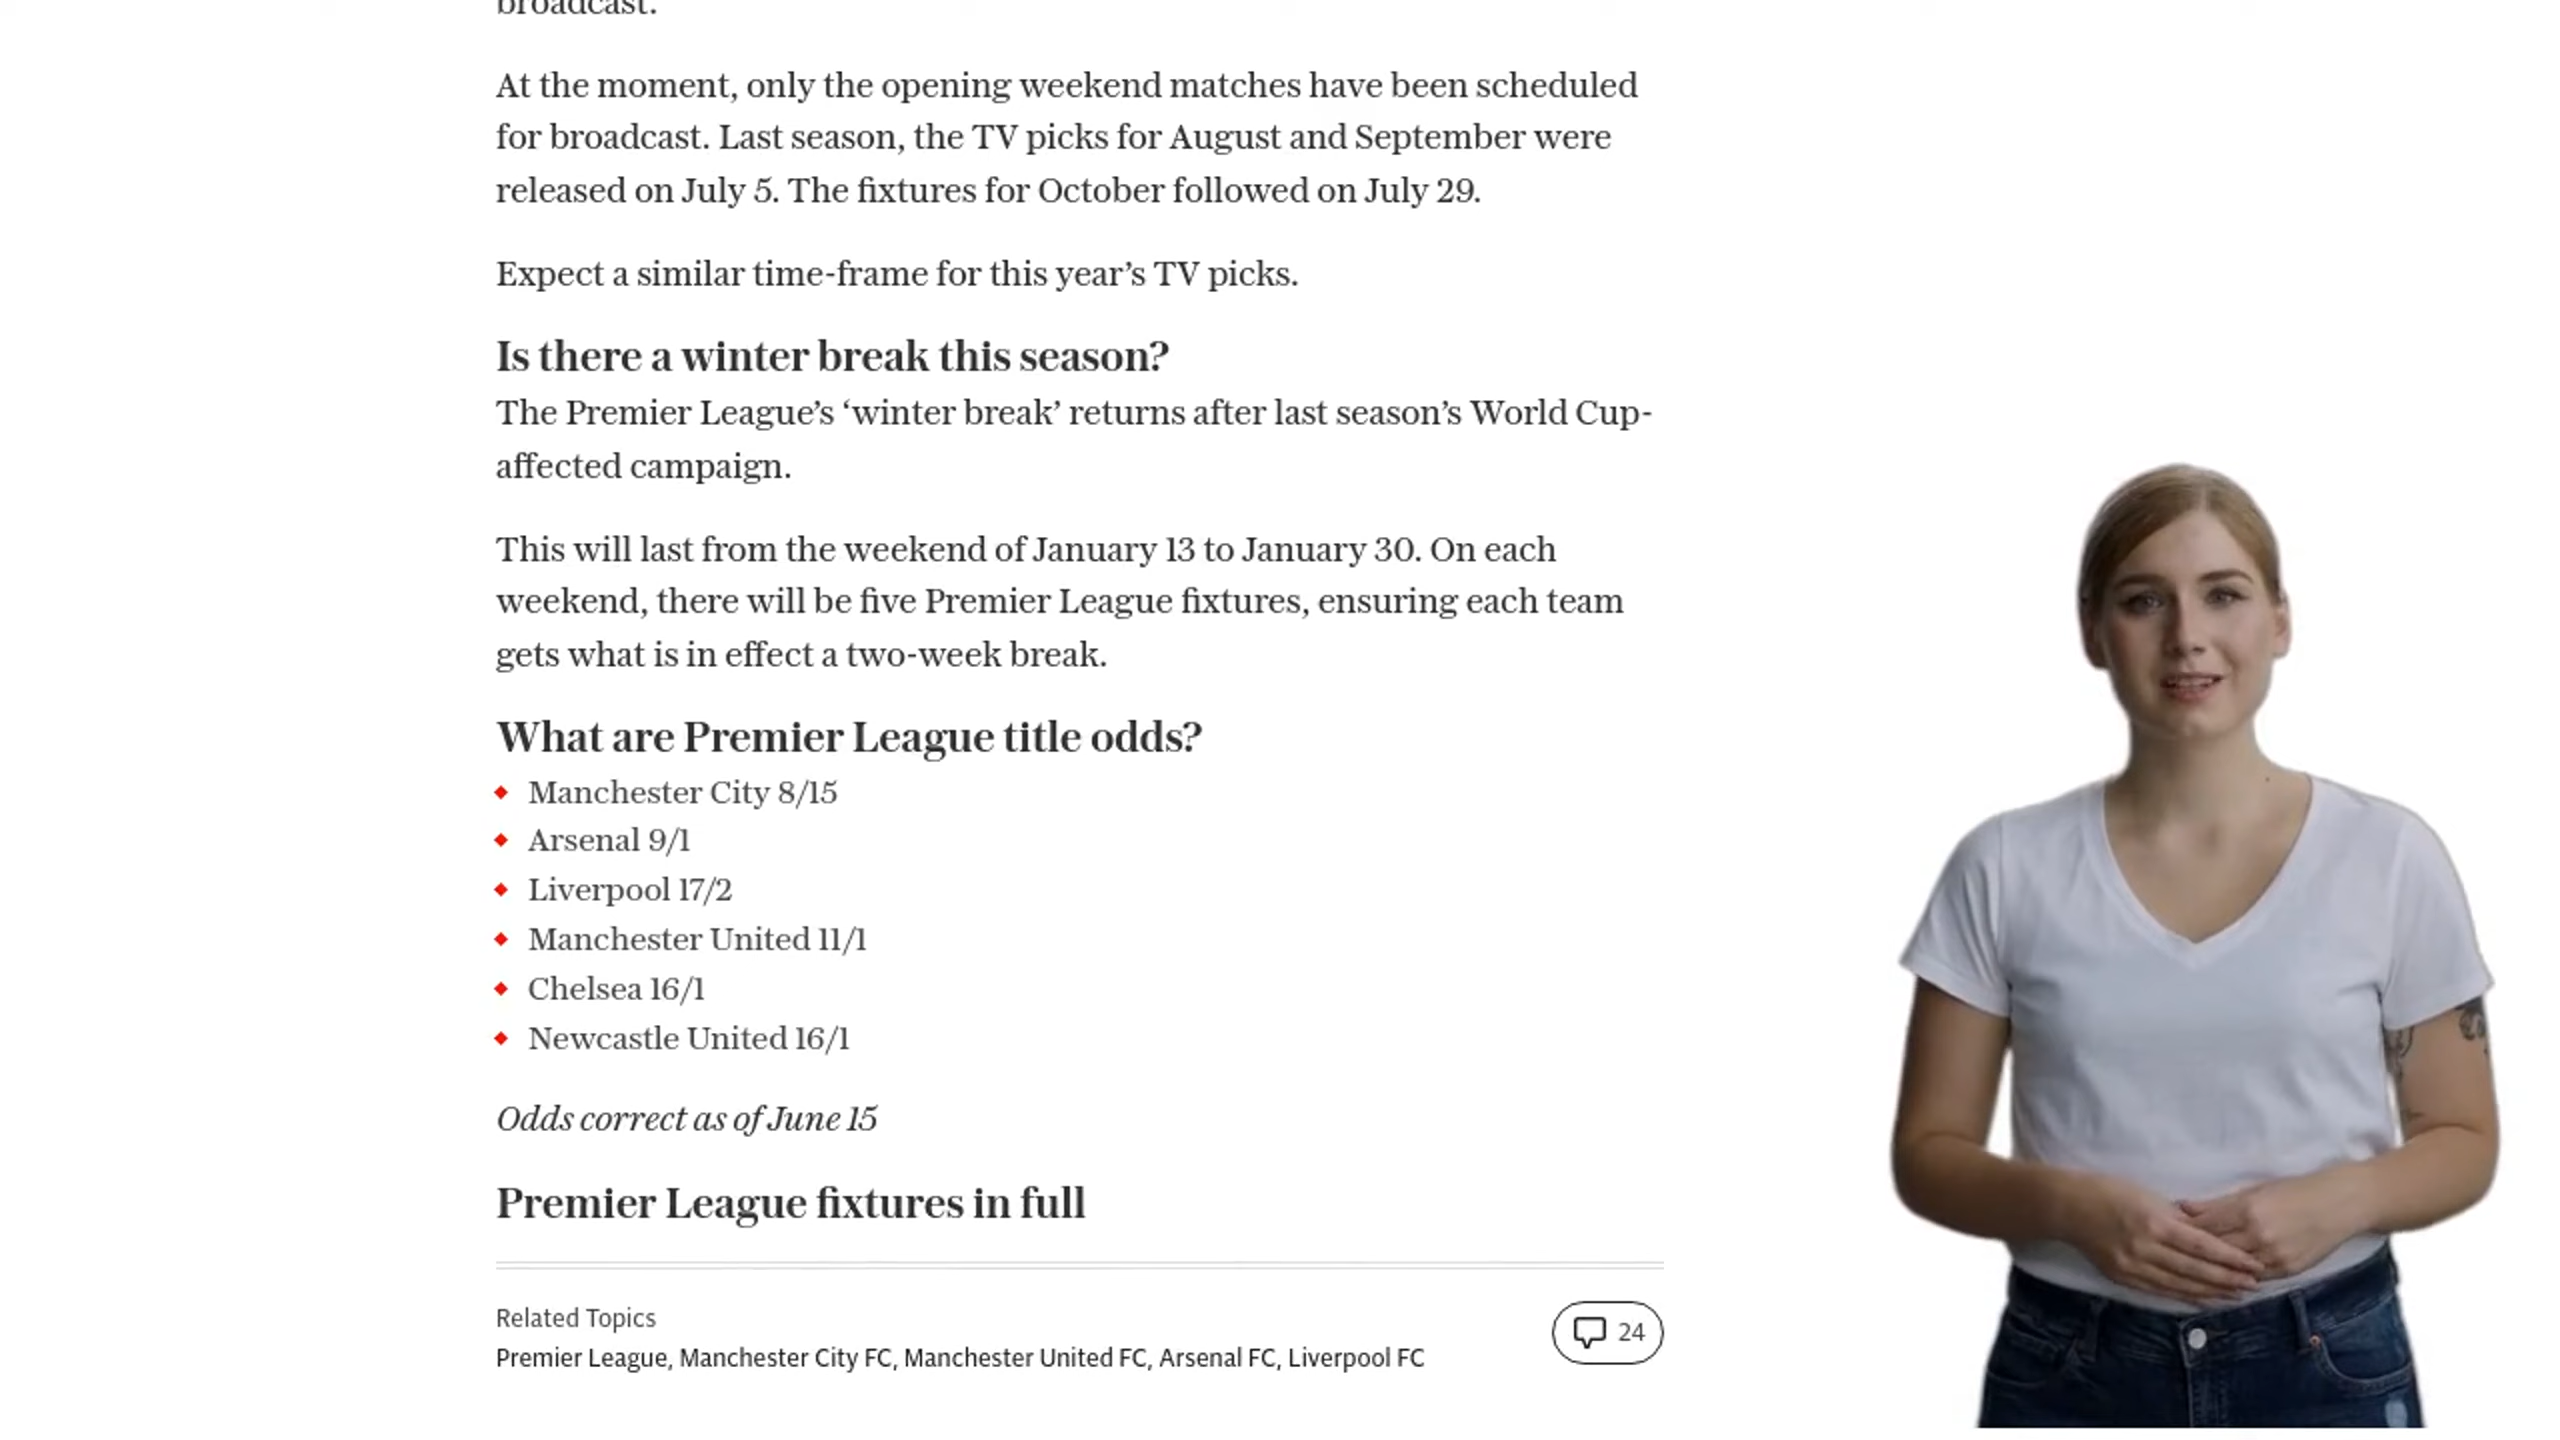 broadcast.
At the moment, only the opening weekend matches have been scheduled
for broadcast. Last season, the TV picks for August and September were
released on July 5. The fixtures for October followed on July 29.
Expect a similar time-frame for this year’s TV picks.
Is there a winter break this season?
The Premier League’s ‘winter break’ returns after last season’s World Cup-
affected campaign.
This will last from the weekend of January 13 to January 30. On each
weekend, there will be five Premier League fixtures, ensuring each team
gets what is in effect a two-week break.
What are Premier League title odds?
Manchester City 8/15
Arsenal 9/1
Liverpool 17/2
Manchester United 11/1
Chelsea 16/1
Newcastle United 16/1
Odds correct as of June 15
Premier League fixtures in full
Related Topics
24
Premier League, Manchester City FC, Manchester United FC, Arsenal FC, Liverpool FC